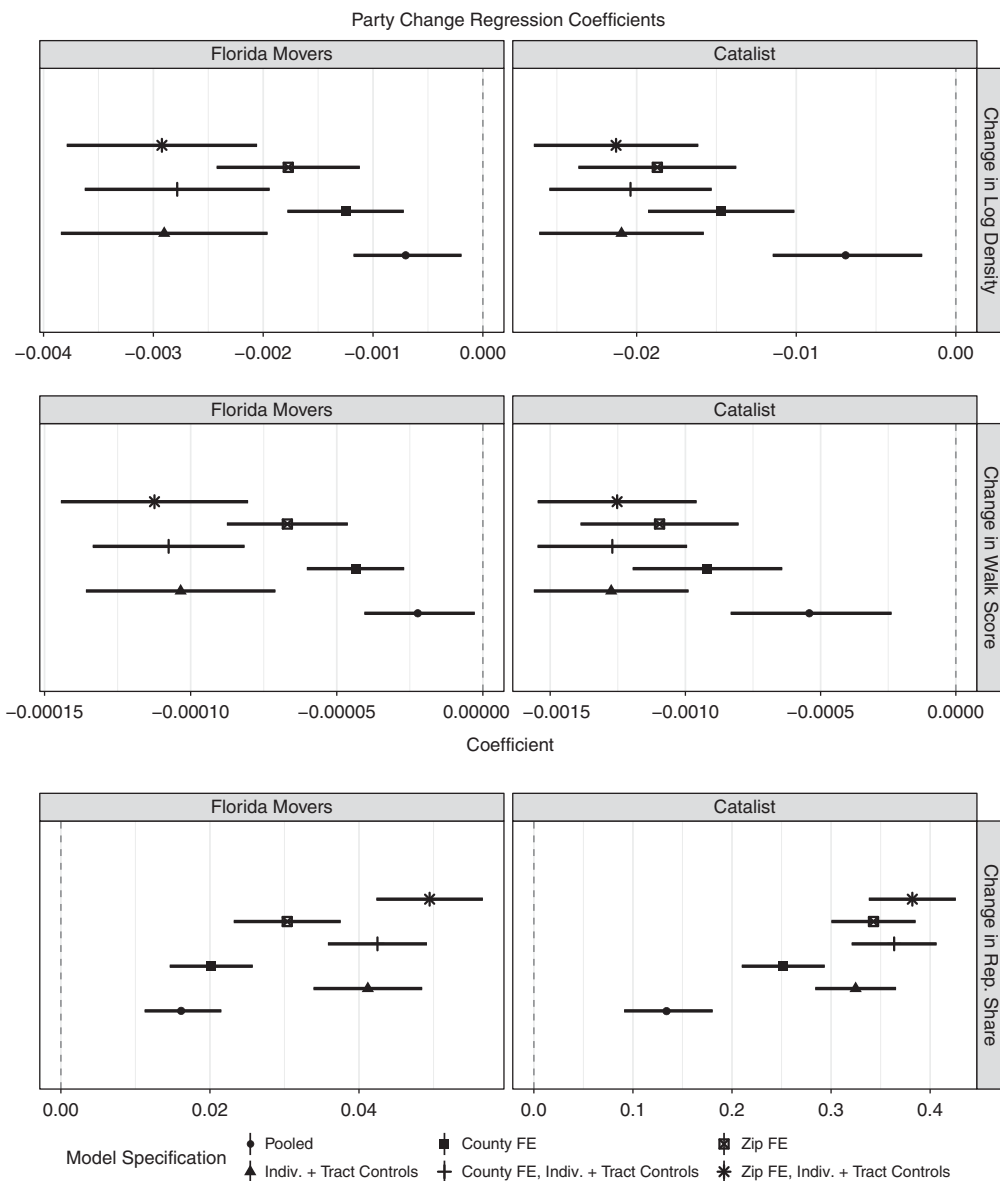 Party Change Regression Coefficients
Florida Movers
Catalist
Change in Log Density
−0.004 −0.003 −0.002 −0.001 0.000
−0.02 −0.01 0.00
Florida Movers
Catalist
Change in Walk Score
−0.00015 −0.00010 −0.00005 0.00000
−0.0015 −0.0010 −0.0005 0.0000
Coefficient
Florida Movers
Catalist
Change in Rep. Share
0.00 0.02 0.04
0.0 0.1 0.2 0.3 0.4
Model Specification
Pooled
County FE
Zip FE
Indiv. + Tract Controls
County FE, Indiv. + Tract Controls
Zip FE, Indiv. + Tract Controls